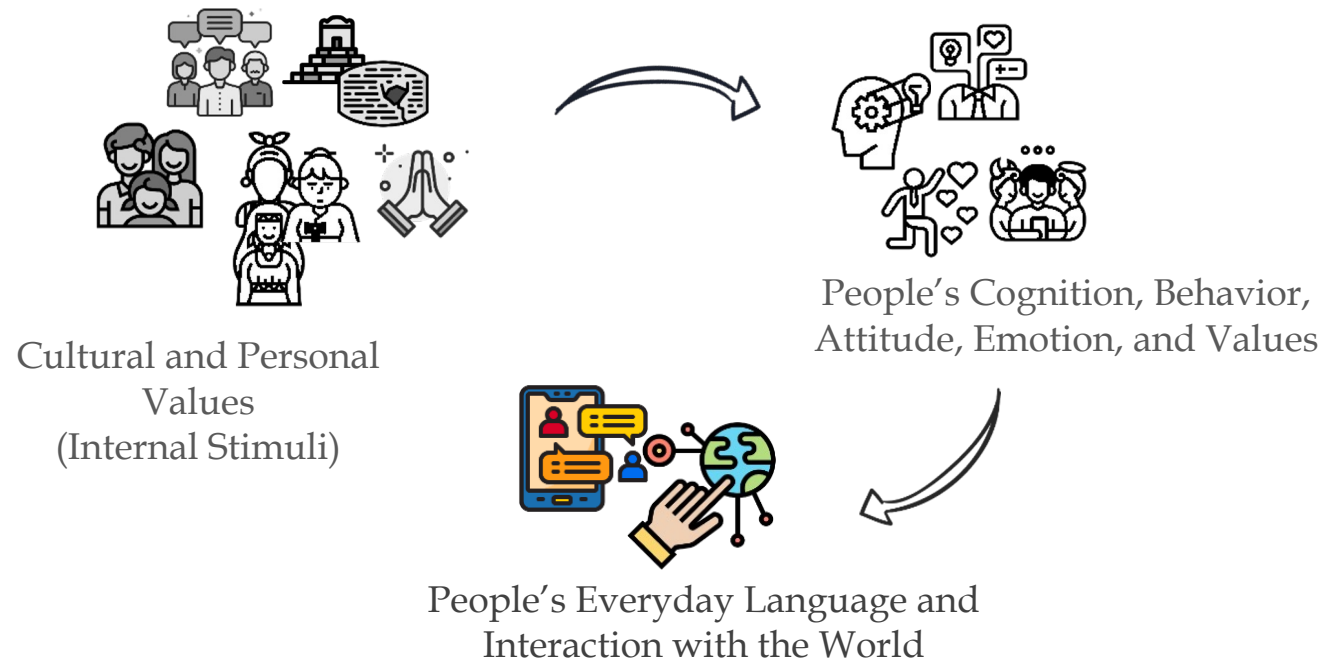 Cultural and Personal
Values
(Internal Stimuli)
People’s Cognition, Behavior,
Attitude, Emotion, and Values
People’s Everyday Language and
Interaction with the World